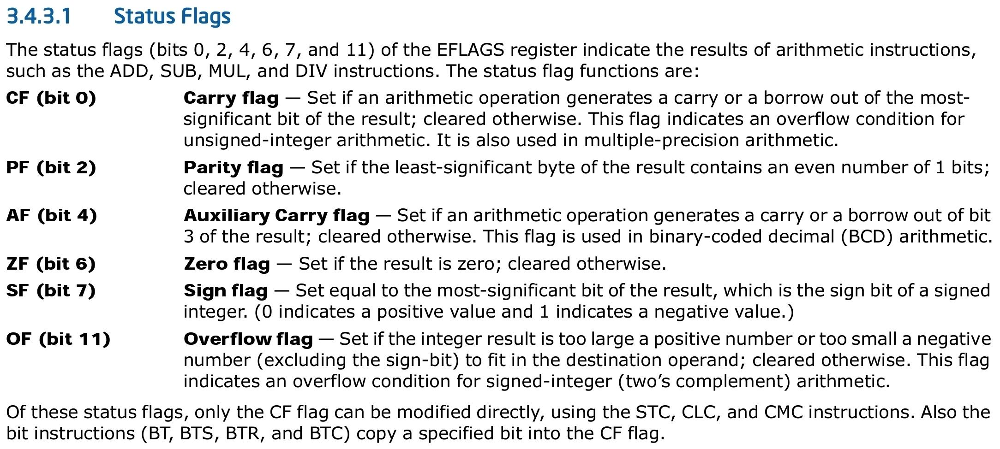 3.4.3.1 Status Flags
The status flags (bits 0, 2, 4, 6, 7, and 11) of the EFLAGS register indicate the results of arithmetic instructions,
such as the ADD, SUB, MUL, and DIV instructions. The status flag functions are:
CF (bit 0) Carry flag — Set if an arithmetic operation generates a carry or a borrow out of the most-
significant bit of the result; cleared otherwise. This flag indicates an overflow condition for
unsigned-integer arithmetic. It is also used in multiple-precision arithmetic.
PF (bit 2) Parity flag — Set if the least-significant byte of the result contains an even number of 1 bits;
cleared otherwise.
AF (bit 4) Auxiliary Carry flag — Set if an arithmetic operation generates a carry or a borrow out of bit
3 of the result; cleared otherwise. This flag is used in binary-coded decimal (BCD) arithmetic.
ZF (bit 6) Zero flag — Set if the result is zero; cleared otherwise.
SF (bit 7) Sign flag — Set equal to the most-significant bit of the result, which is the sign bit of a signed
integer. (0 indicates a positive value and 1 indicates a negative value.)
OF (bit 11) Overflow flag — Set if the integer result is too large a positive number or too small a negative
number (excluding the sign-bit) to fit in the destination operand; cleared otherwise. This flag
indicates an overflow condition for signed-integer (two’s complement) arithmetic.
Of these status flags, only the CF flag can be modified directly, using the STC, CLC, and CMC instructions. Also the
bit instructions (BT, BTS, BTR, and BTC) copy a specified bit into the CF flag.